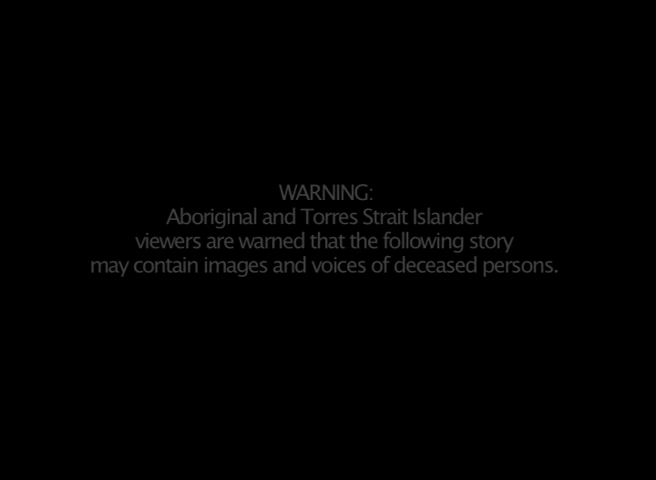 WARNING:
Aboriginal and Torres Strait Islander
viewers are warned that the following story
may contain images and voices of deceased persons.